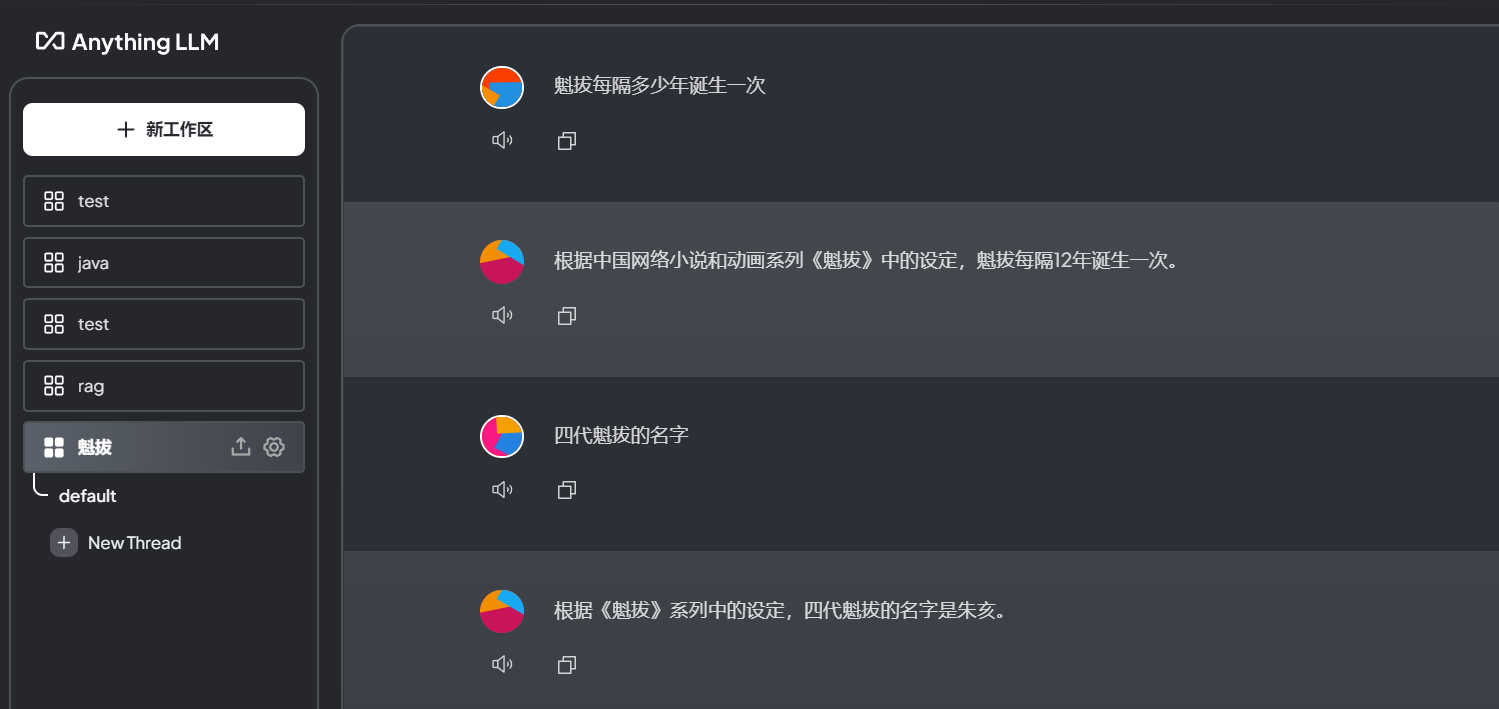 Anything LLM
新工作区
test
java
test
rag
魁拔
default
New Thread
魁拔每隔多少年诞生一次
根据中国网络小说和动画系列《魁拔》中的设定，魁拔每隔12年诞生一次。
四代魁拔的名字
根据《魁拔》系列中的设定，四代魁拔的名字是朱亥。